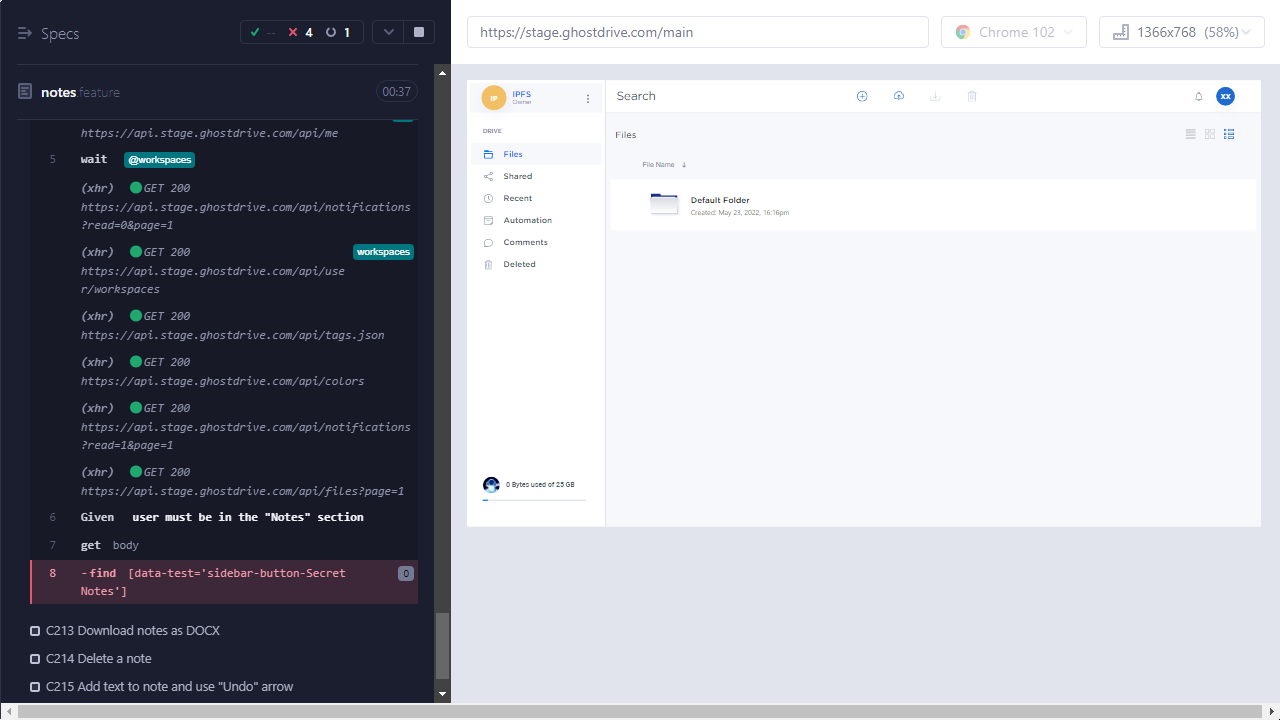 Specs
--
4
1
notes.feature
00:37
https://api.stage.ghostdrive.com/api/me
5 wait @workspaces
(xhr) GET 200
https://api.stage.ghostdrive.com/api/notifications
?read=0&page=1
(xhr) GET 200 workspaces
https://api.stage.ghostdrive.com/api/use
r/workspaces
(xhr) GET 200
https://api.stage.ghostdrive.com/api/tags.json
(xhr) GET 200
https://api.stage.ghostdrive.com/api/colors
(xhr) GET 200
https://api.stage.ghostdrive.com/api/notifications
?read=1&page=1
(xhr) GET 200
https://api.stage.ghostdrive.com/api/files?page=1
6 Given user must be in the "Notes" section
7 get body
8 -find [data-test='sidebar-button-Secret 0
Notes']
C213 Download notes as DOCX
C214 Delete a note
C215 Add text to note and use "Undo" arrow
https://stage.ghostdrive.com/main
Chrome 102
1366x768 (58%)
IP
IPFS
Owner
Search
XX
DRIVE
Files
Shared
Recent
Automation
Comments
Deleted
0 Bytes used of 25 GB
Files
File Name
Default Folder
Created: May 23, 2022, 16:16pm